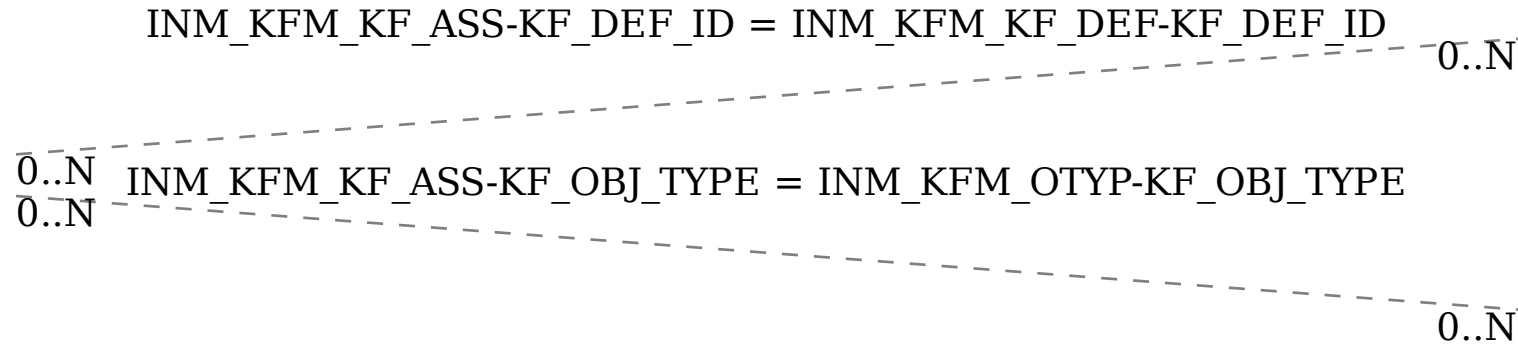 INM_KFM_KF_ASS-KF_DEF_ID = INM_KFM_KF_DEF-KF_DEF_ID
0..N
0..N
INM_KFM_KF_ASS-KF_OBJ_TYPE = INM_KFM_OTYP-KF_OBJ_TYPE
0..N
0..N